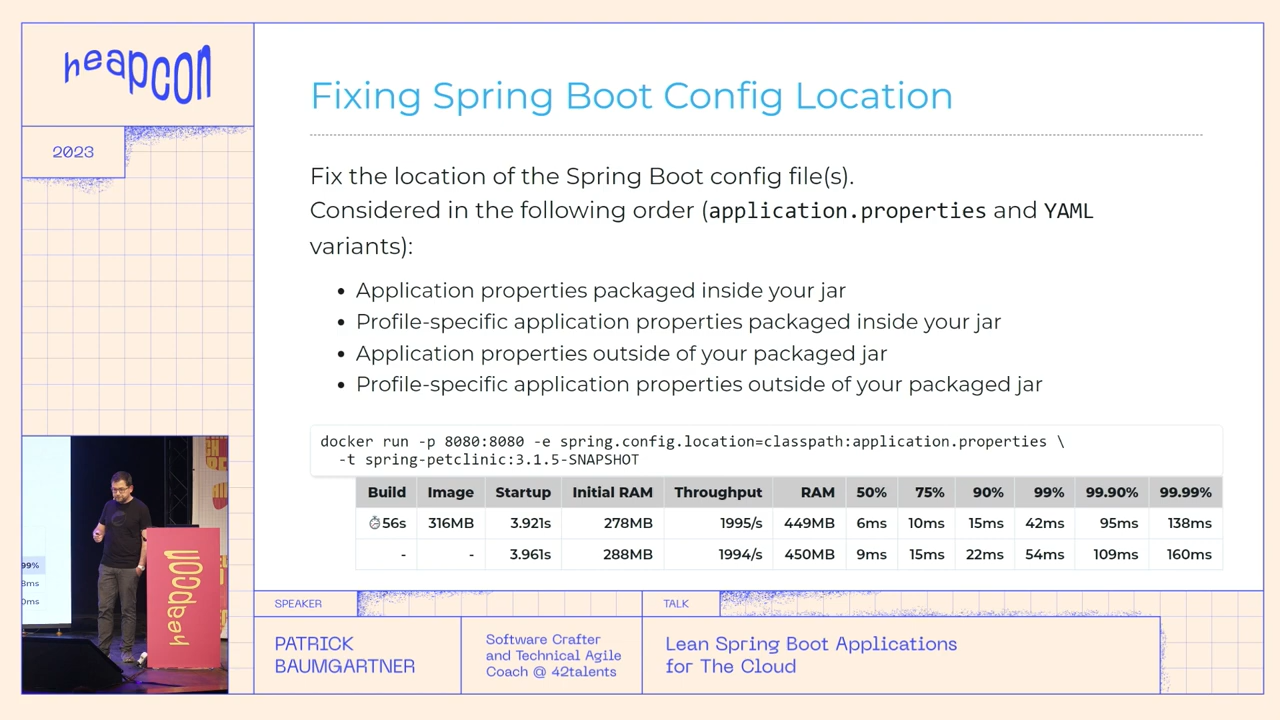 heapcon
2023
Fixing Spring Boot Config Location
Fix the location of the Spring Boot config file(s).
Considered in the following order (application.properties and YAML
variants):
• Application properties packaged inside your jar
• Profile-specific application properties packaged inside your jar
• Application properties outside of your packaged jar
• Profile-specific application properties outside of your packaged jar
docker run -p 8080:8080 -e spring.config.location=classpath:application.properties \
-t spring-petclinic:3.1.5-SNAPSHOT
Build Image Startup Initial RAM Throughput RAM 50% 75% 90% 99% 99.90% 99.99%
⏱56s 316MB 3.921s 278MB 1995/s 449MB 6ms 10ms 15ms 42ms 95ms 138ms
- - 3.961s 288MB 1994/s 450MB 9ms 15ms 22ms 54ms 109ms 160ms
99%
8ms
0ms
heapcon
SPEAKER
PATRICK
BAUMGARTNER
Software Crafter
and Technical Agile
Coach @ 42talents
TALK
Lean Spring Boot Applications
for The Cloud